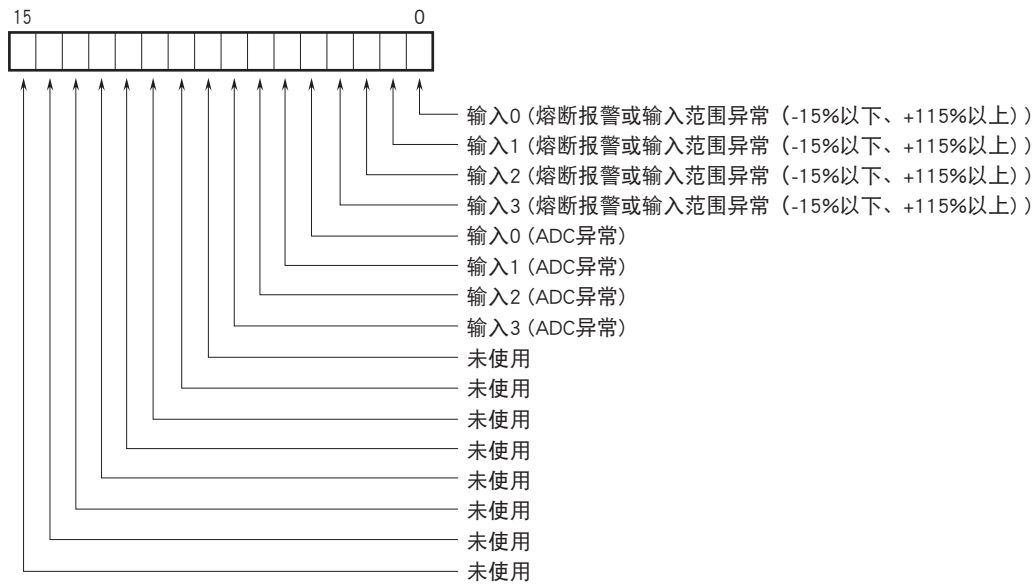 15 0
输入0 (熔断报警或输入范围异常 (-15%以下、+115%以上) )
输入1 (熔断报警或输入范围异常 (-15%以下、+115%以上) )
输入2 (熔断报警或输入范围异常 (-15%以下、+115%以上) )
输入3 (熔断报警或输入范围异常 (-15%以下、+115%以上) )
输入0 (ADC异常)
输入1 (ADC异常)
输入2 (ADC异常)
输入3 (ADC异常)
未使用
未使用
未使用
未使用
未使用
未使用
未使用
未使用